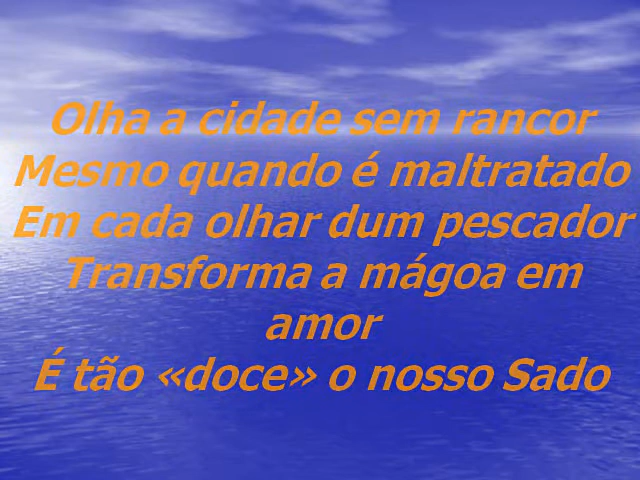 Olha a cidade sem rancor
Mesmo quando é maltratado
Em cada olhar dum pescador
Transforma a mágoa em
amor
É tão «doce» o nosso Sado